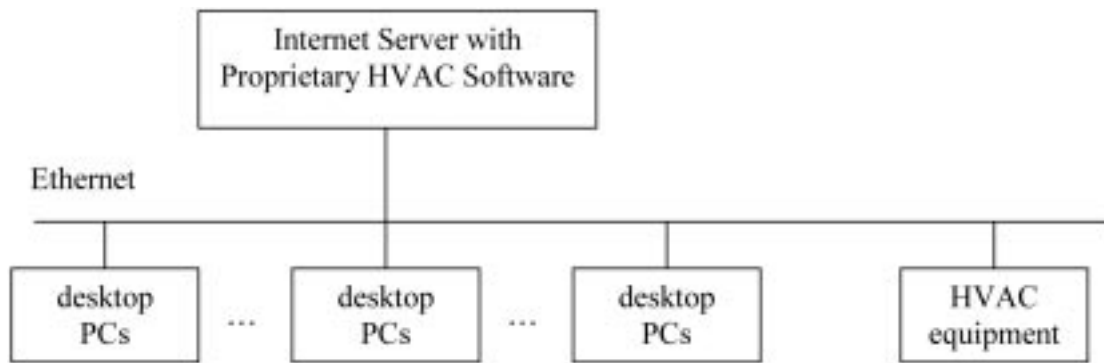 Internet Server with
Proprietary HVAC Software
Ethernet
desktop
PCs
...
desktop
PCs
...
desktop
PCs
HVAC
equipment